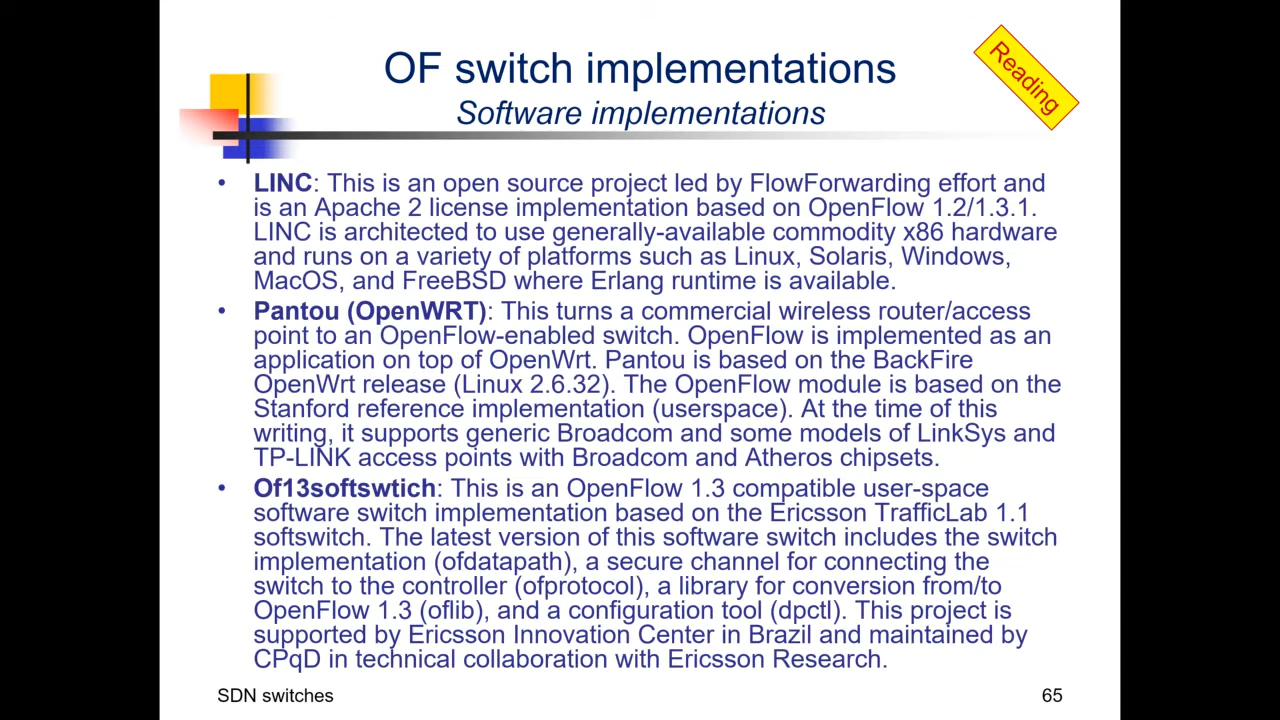 OF switch implementations
Software implementations
Reading
• LINC: This is an open source project led by FlowForwarding effort and
is an Apache 2 license implementation based on OpenFlow 1.2/1.3.1.
LINC is architected to use generally-available commodity x86 hardware
and runs on a variety of platforms such as Linux, Solaris, Windows,
MacOS, and FreeBSD where Erlang runtime is available.
• Pantou (OpenWRT): This turns a commercial wireless router/access
point to an OpenFlow-enabled switch. OpenFlow is implemented as an
application on top of OpenWrt. Pantou is based on the BackFire
OpenWrt release (Linux 2.6.32). The OpenFlow module is based on the
Stanford reference implementation (userspace). At the time of this
writing, it supports generic Broadcom and some models of LinkSys and
TP-LINK access points with Broadcom and Atheros chipsets.
• Of13softswtich: This is an OpenFlow 1.3 compatible user-space
software switch implementation based on the Ericsson TrafficLab 1.1
softswitch. The latest version of this software switch includes the switch
implementation (ofdatapath), a secure channel for connecting the
switch to the controller (ofprotocol), a library for conversion from/to
OpenFlow 1.3 (oflib), and a configuration tool (dpctl). This project is
supported by Ericsson Innovation Center in Brazil and maintained by
CPqD in technical collaboration with Ericsson Research.
SDN switches
65